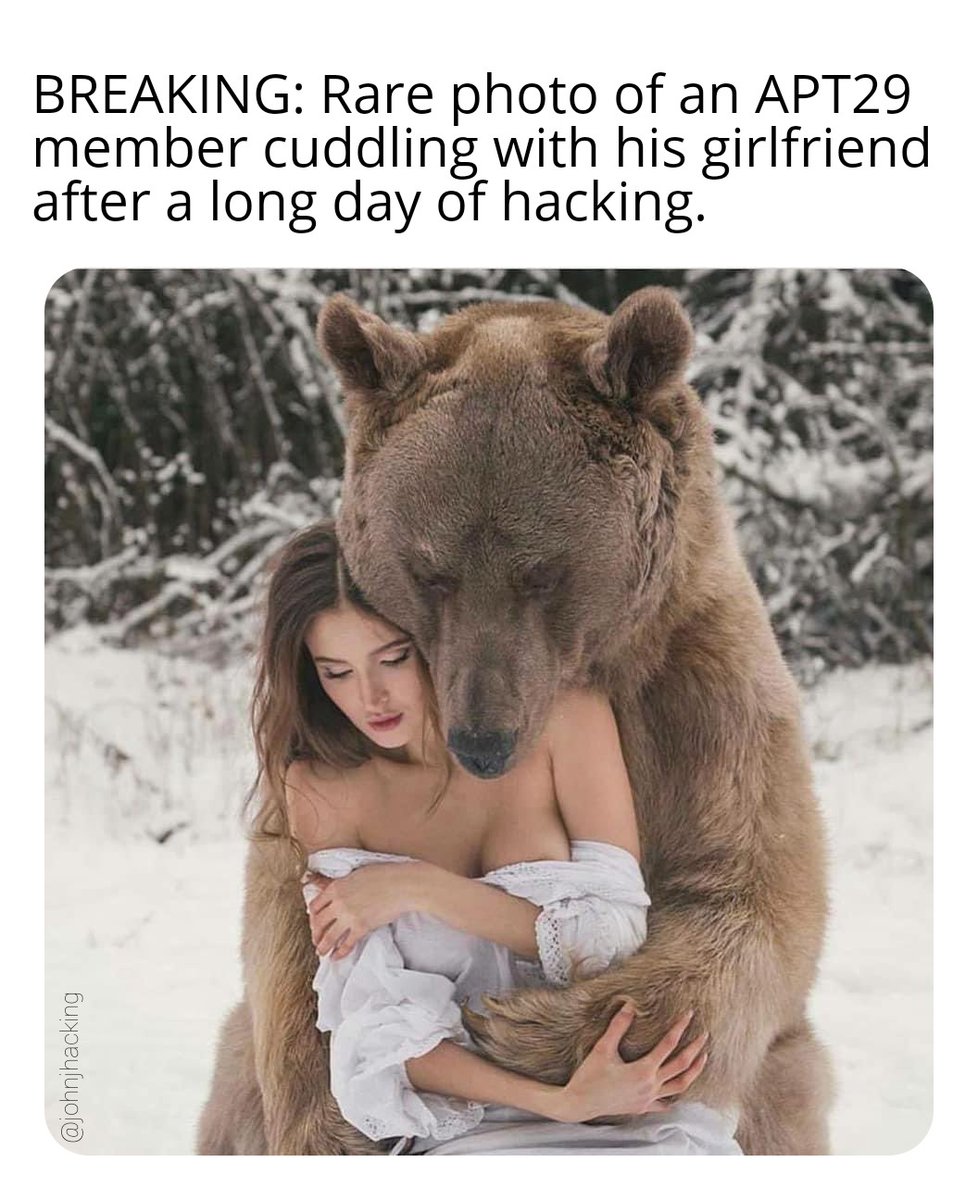 BREAKING: Rare photo of an APT29
member cuddling with his girlfriend
after a long day of hacking.
@johnjhacking